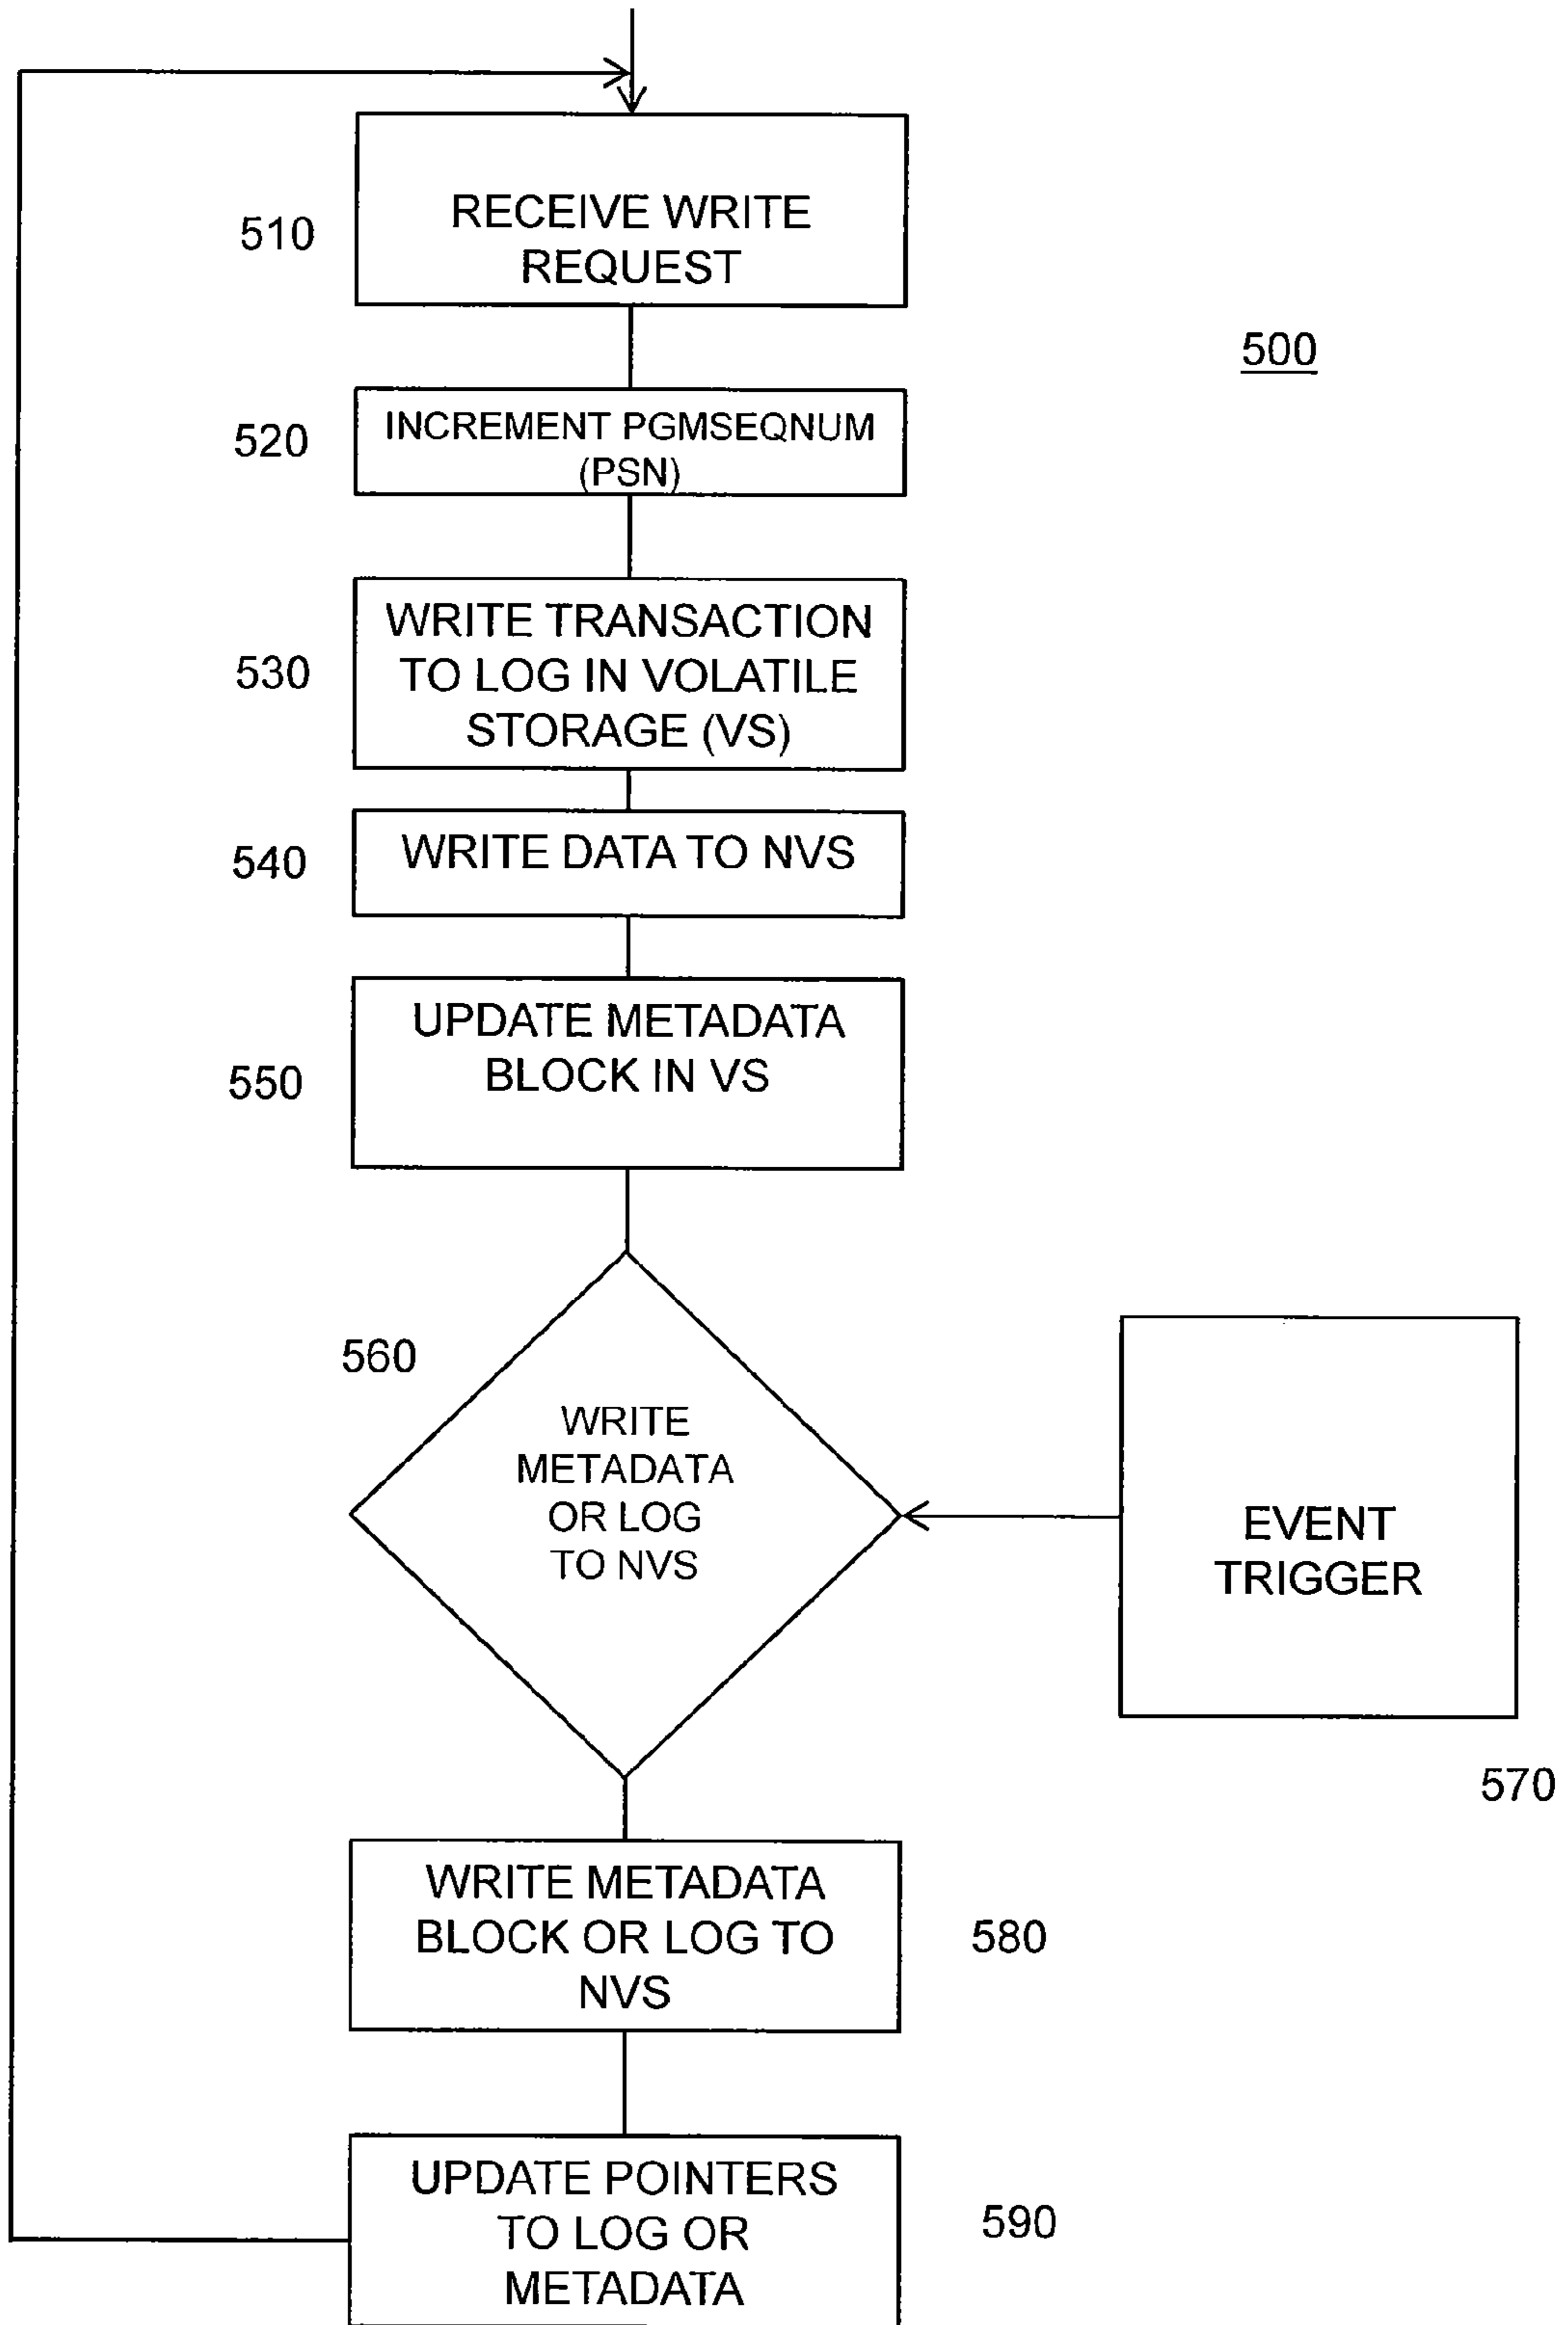 510
RECEIVE WRITE
REQUEST
500
520
INCREMENT PGMSEQNUM
(PSN)
530
WRITE TRANSACTION
TO LOG IN VOLATILE
STORAGE (VS)
540
WRITE DATA TO NVS
550
UPDATE METADATA
BLOCK IN VS
560
WRITE
METADATA
OR LOG
TO NVS
EVENT
TRIGGER
570
WRITE METADATA
BLOCK OR LOG TO
NVS
580
UPDATE POINTERS
TO LOG OR
METADATA
590